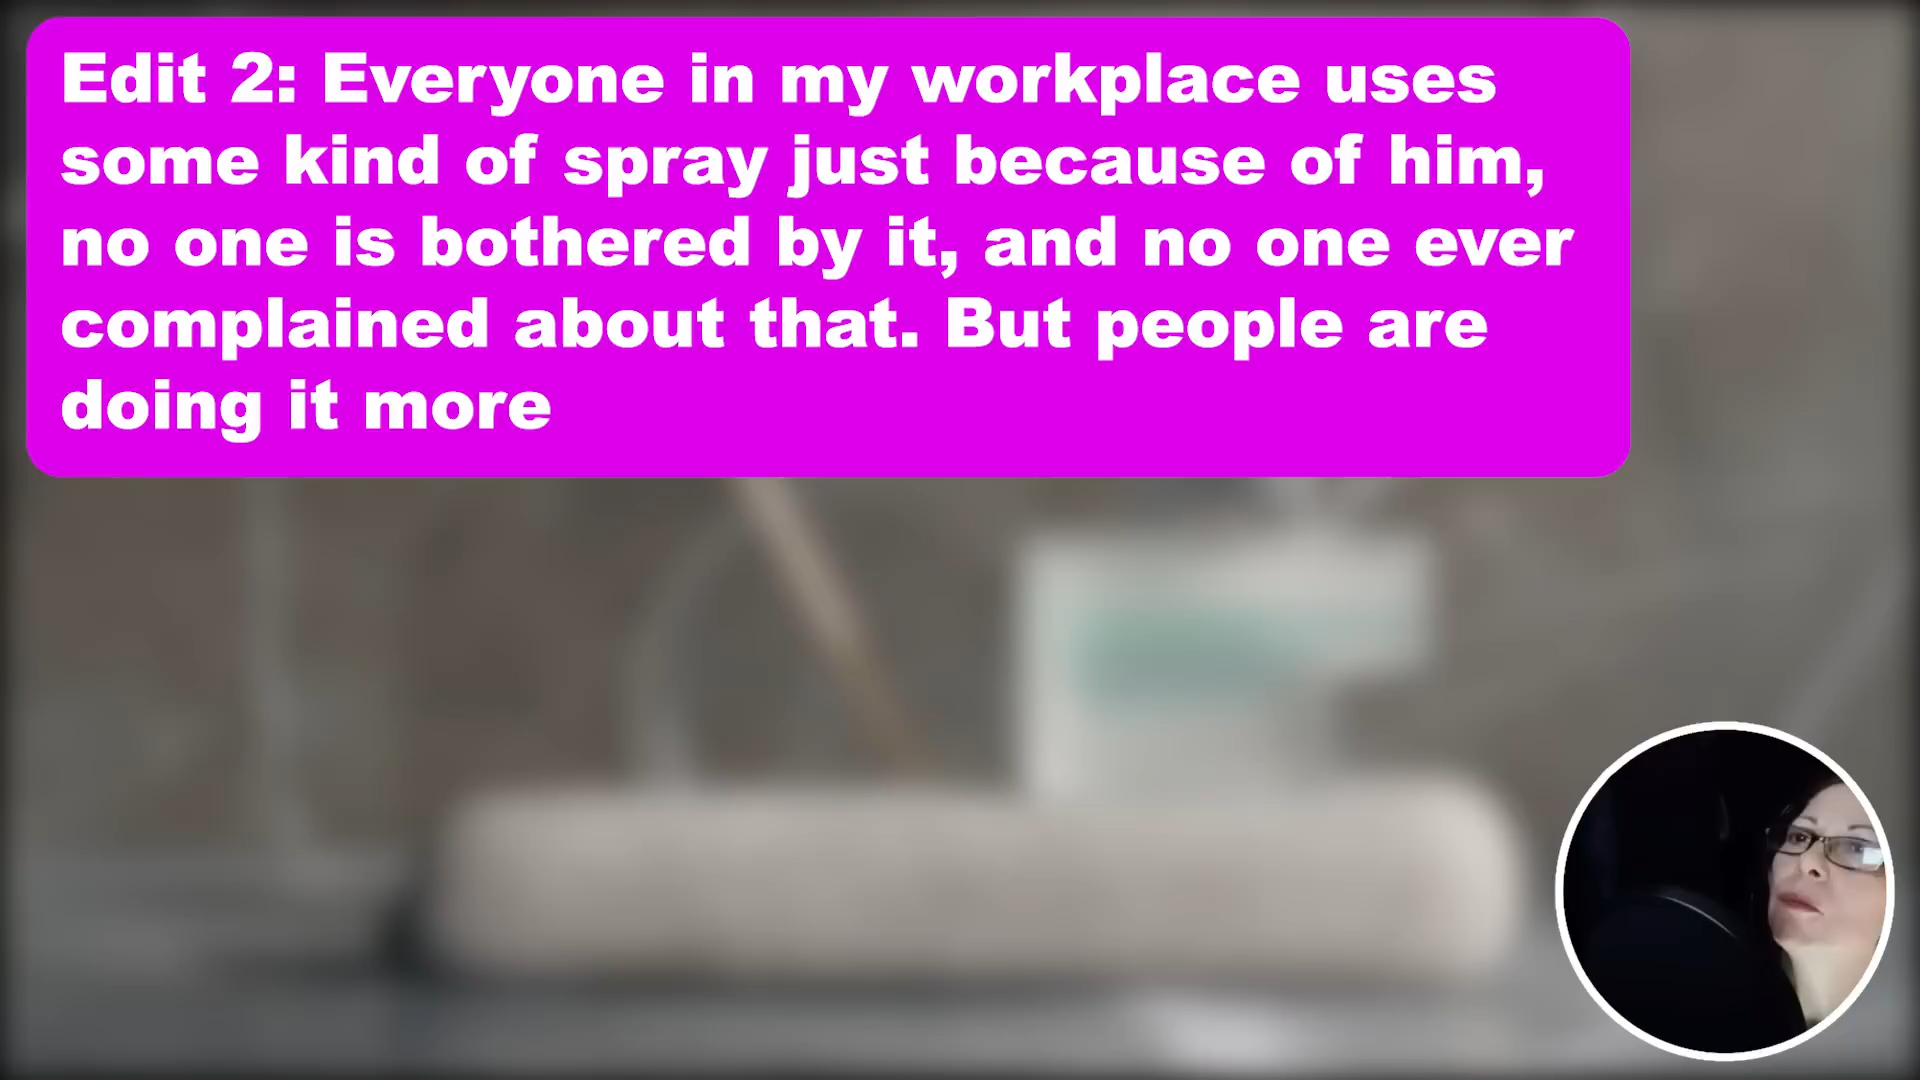 Edit 2: Everyone in my workplace uses
some kind of spray just because of him,
no one is bothered by it, and no one ever
complained about that. But people are
doing it more